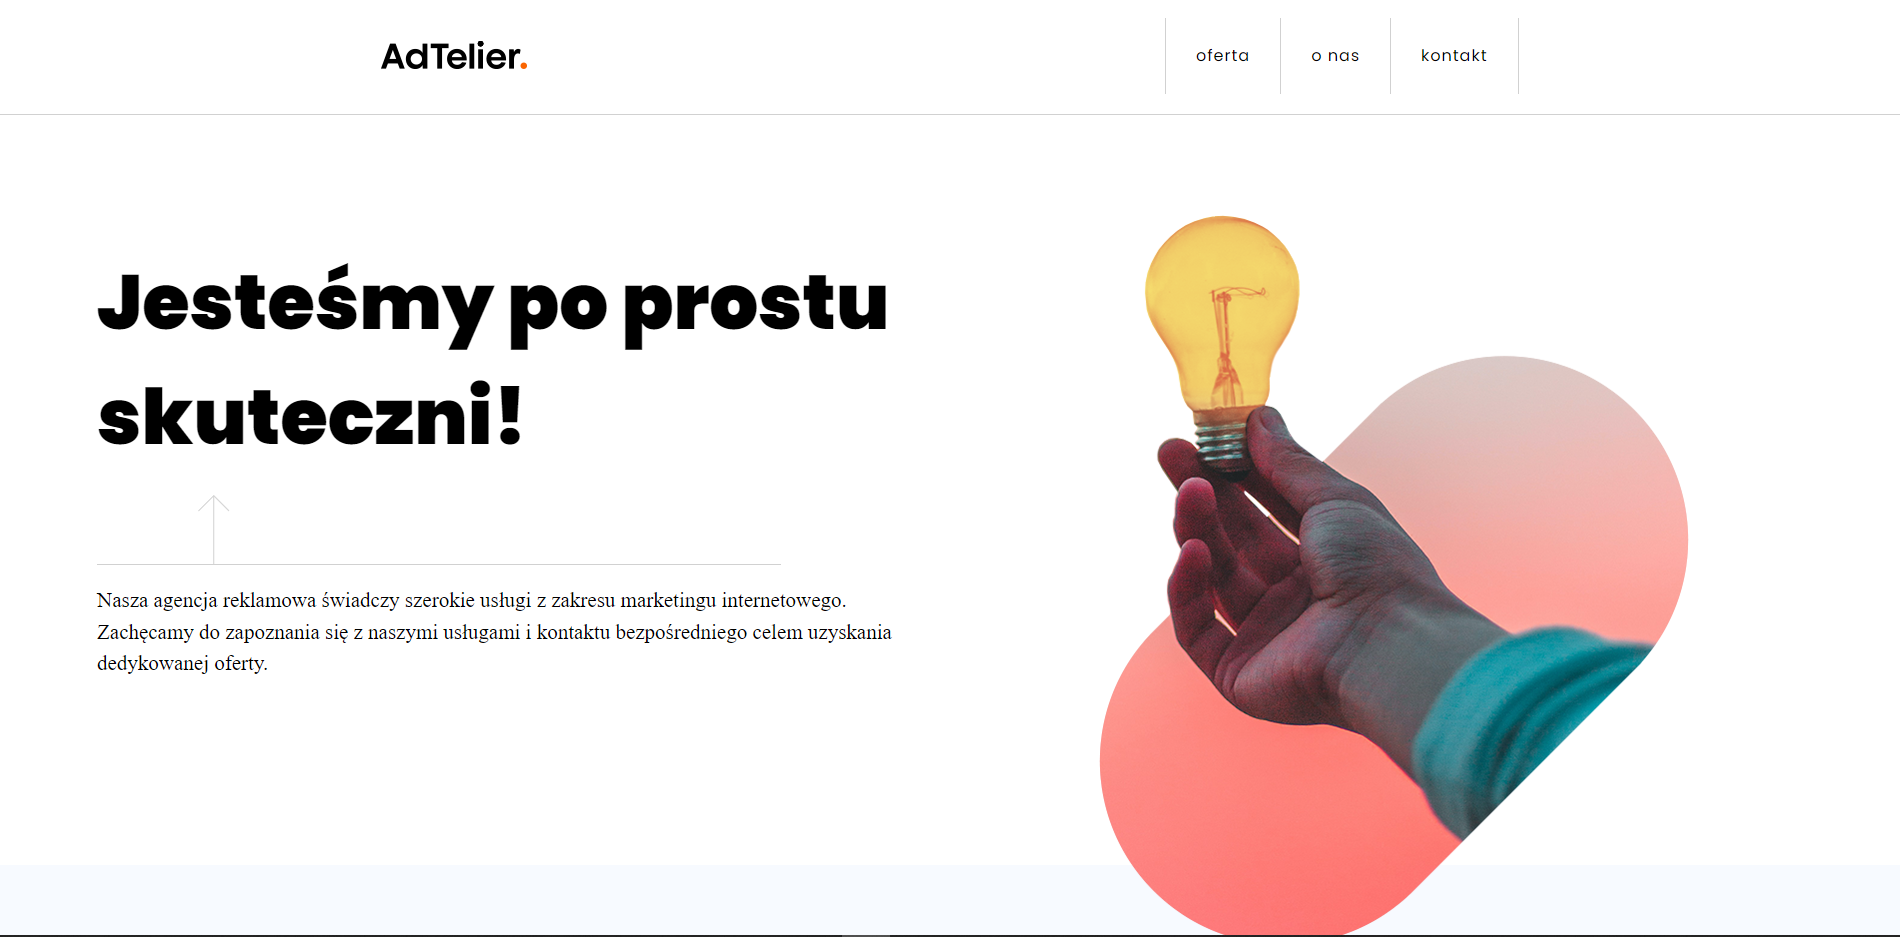 AdTelier.
oferta
o nas
kontakt
Jesteśmy po prostu
skuteczni!
Nasza agencja reklamowa świadczy szerokie usługi z zakresu marketingu internetowego.
Zachęcamy do zapoznania się z naszymi usługami i kontaktu bezpośredniego celem uzyskania
dedykowanej oferty.